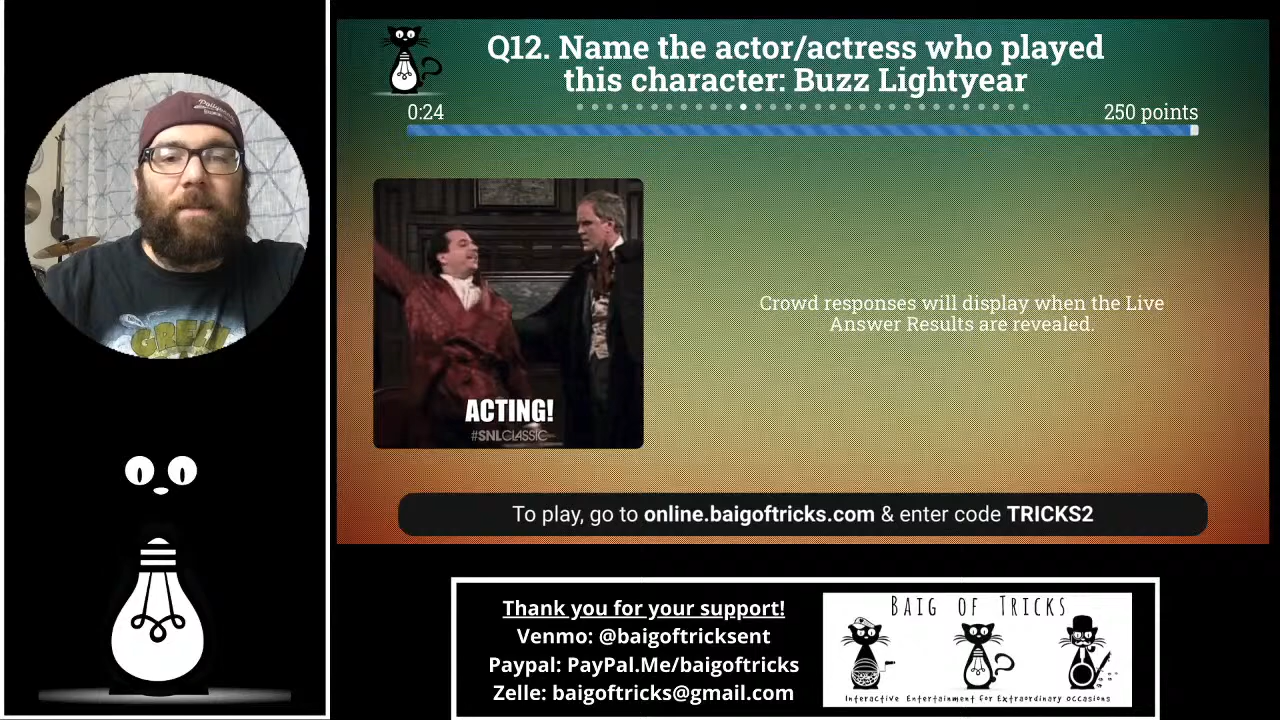 Q12. Name the actor/actress who played
this character: Buzz Lightyear
0:24
250 points
Crowd responses will display when the Live
Answer Results are revealed.
ACTING!
#SNLCLASSIC
GREEN
To play, go to online.baigoftricks.com & enter code TRICKS2
Thank you for your support!
Venmo: @baigoftricksent
Paypal: PayPal.Me/baigoftricks
Zelle: baigoftricks@gmail.com
BAIG OF TRICKS
Interactive Entertainment for Extraordinary occasions